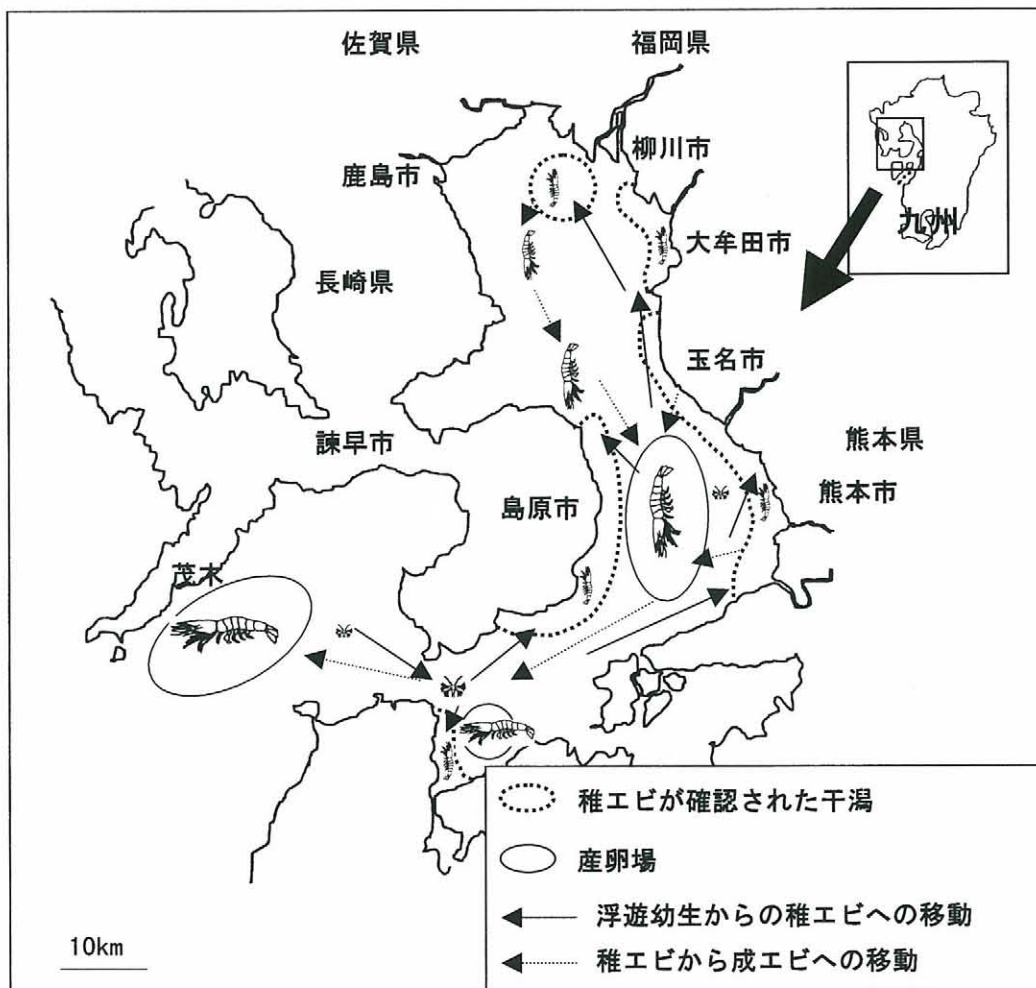 佐賀県
福岡県
柳川市
鹿島市
大牟田市
九州
長崎県
玉名市
諫早市
熊本県
島原市
熊本市
茂木
稚エビが確認された干潟
産卵場
浮遊幼生からの稚エビへの移動
稚エビから成エビへの移動
10km